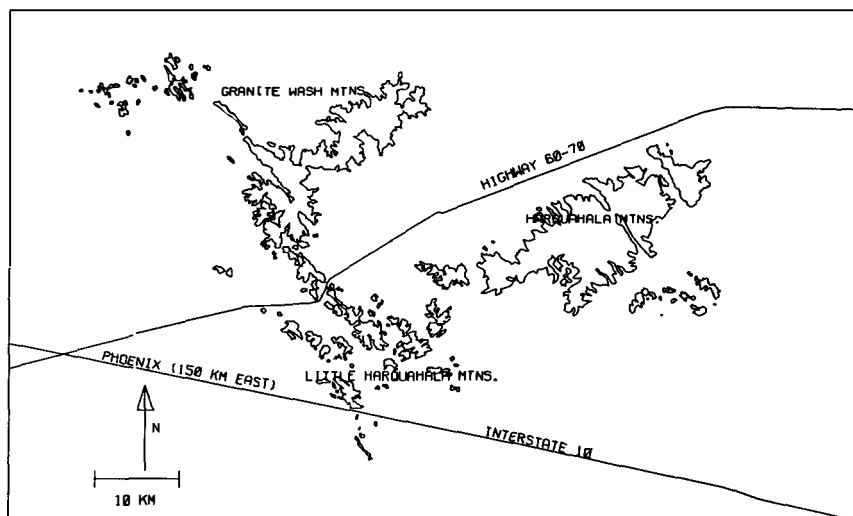 GRANITE WASH MTNS.
HIGHWAY 60-70
HARQUAHALA MTNS.
PHOENIX (150 KM EAST)
LITTLE HARQUAHALA MTNS.
N
INTERSTATE 10
10 KM